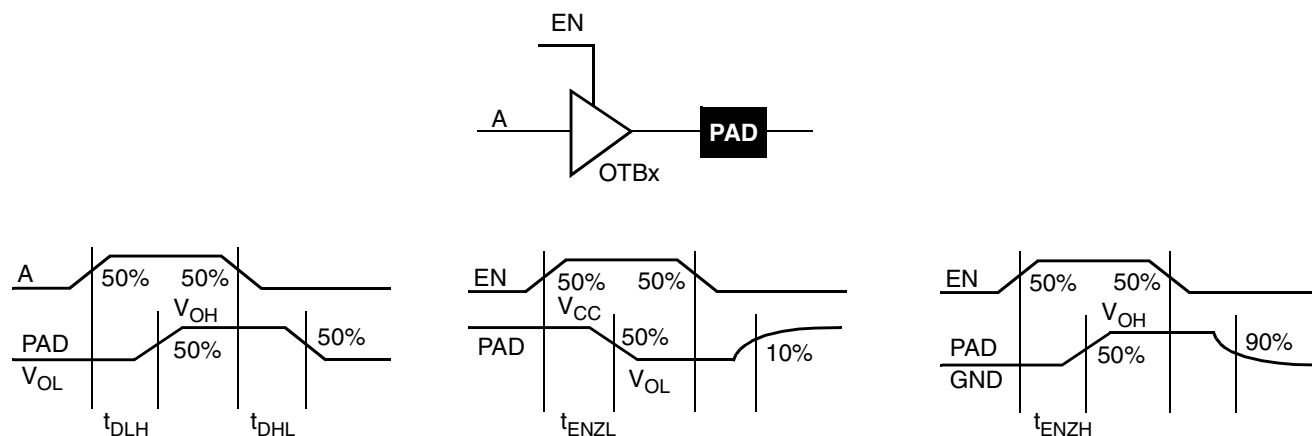 EN
A
PAD
OTBx
A
50%
50%
V_OH
PAD
50%
50%
V_OL
t_DLH
t_DHL
EN
50%
50%
V_CC
PAD
50%
10%
V_OL
t_ENZL
EN
50%
50%
V_OH
PAD
50%
90%
GND
t_ENZH